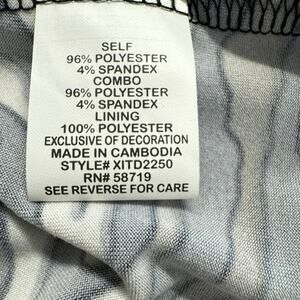 SELF
96% POLYESTER
4% SPANDEX
COMBO
96% POLYESTER
4% SPANDEX
LINING
100% POLYESTER
EXCLUSIVE OF DECORATION
MADE IN CAMBODIA
STYLE# XITD2250
RN# 58719
SEE REVERSE FOR CARE